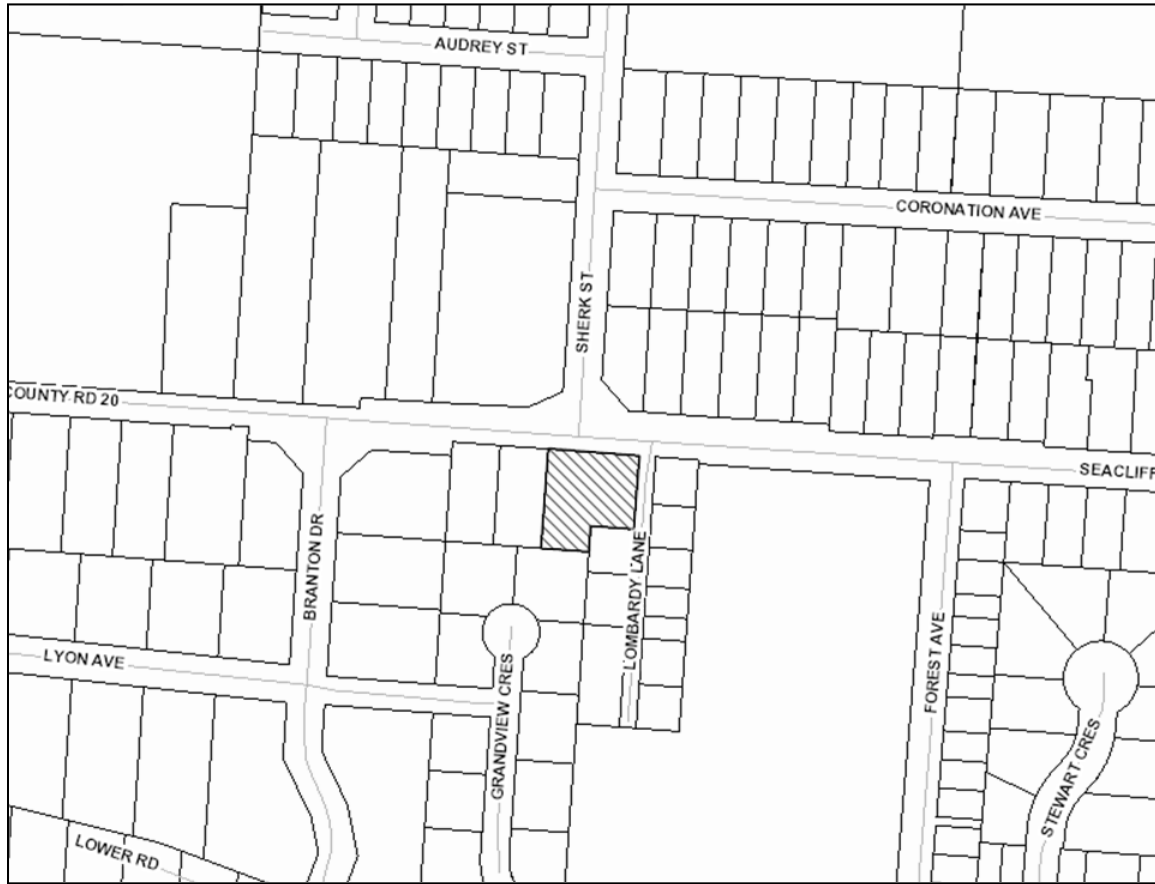 AUDREY ST
CORONATION AVE
SHERK ST
COUNTY RD 20
SEACLIFF
BRANTON DR
LOMBARDY LANE
FOREST AVE
LYON AVE
GRANDVIEW CRES
STEWART CRES
LOWER RD